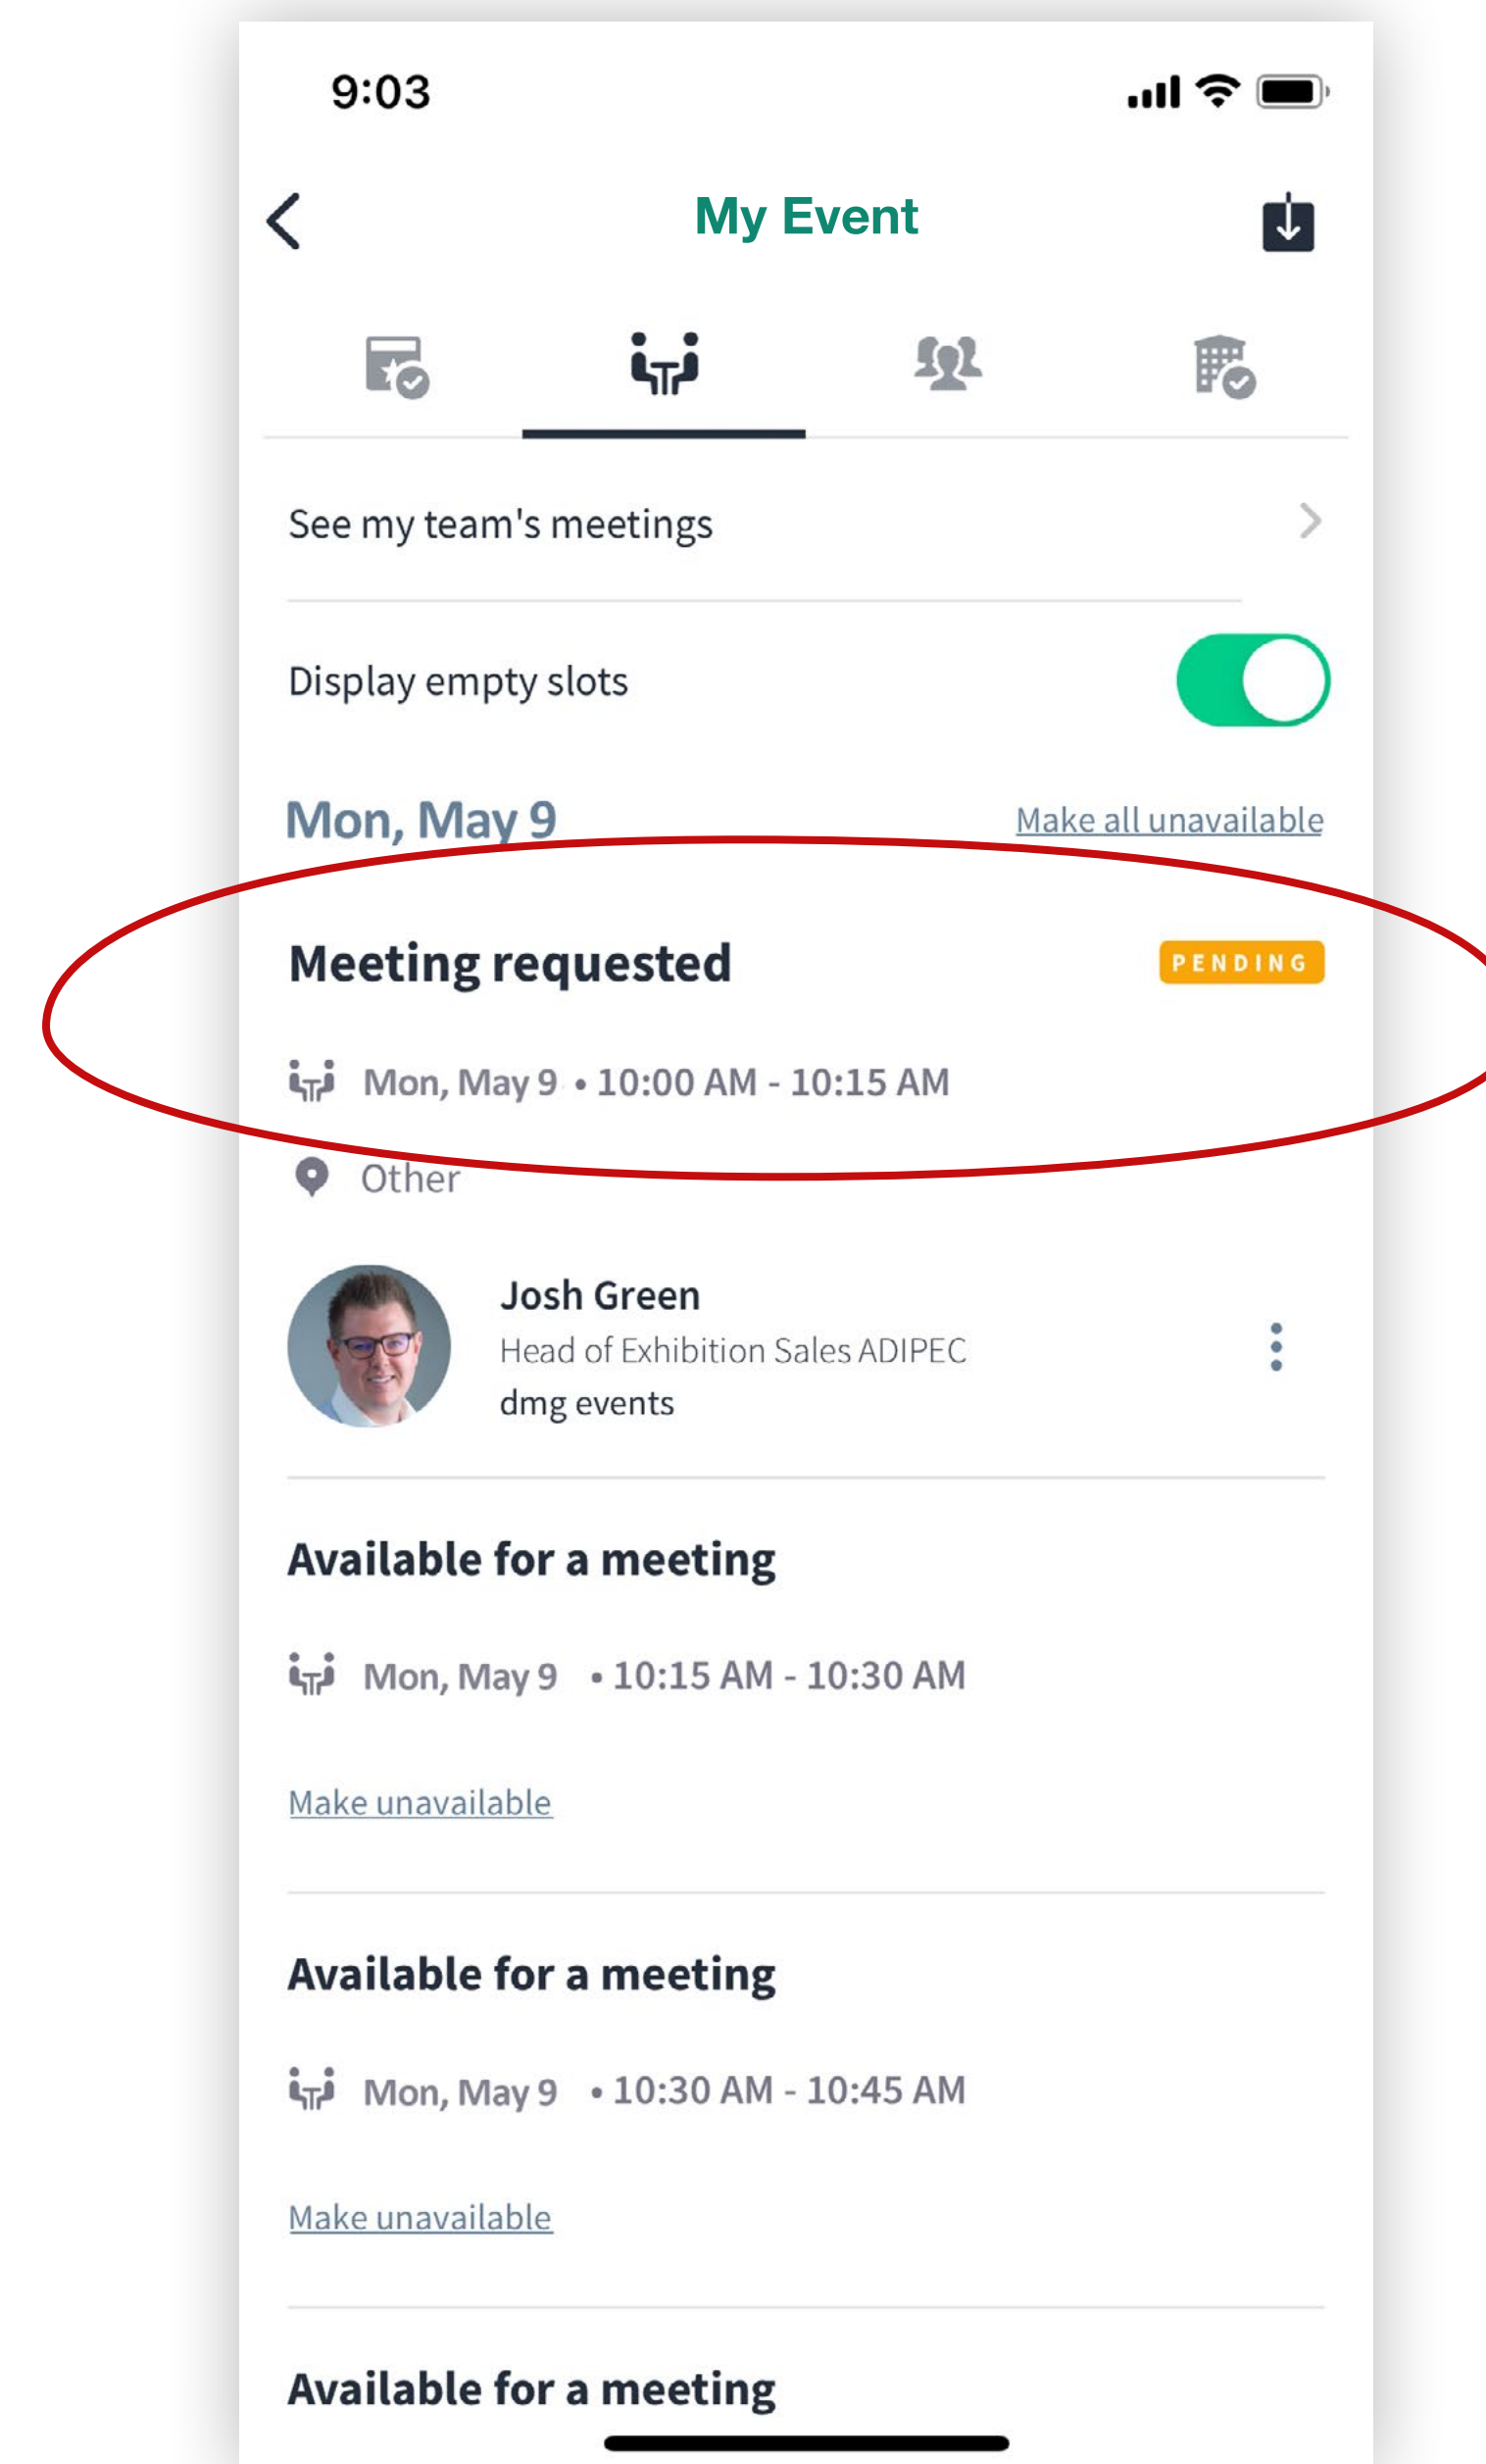 9:03
My Event
See my team's meetings
Display empty slots
Mon, May 9
Make all unavailable
Meeting requested
PENDING
Mon, May 9 • 10:00 AM - 10:15 AM
Other
Josh Green
Head of Exhibition Sales ADIPEC
dmg events
Available for a meeting
Mon, May 9 • 10:15 AM - 10:30 AM
Make unavailable
Available for a meeting
Mon, May 9 • 10:30 AM - 10:45 AM
Make unavailable
Available for a meeting